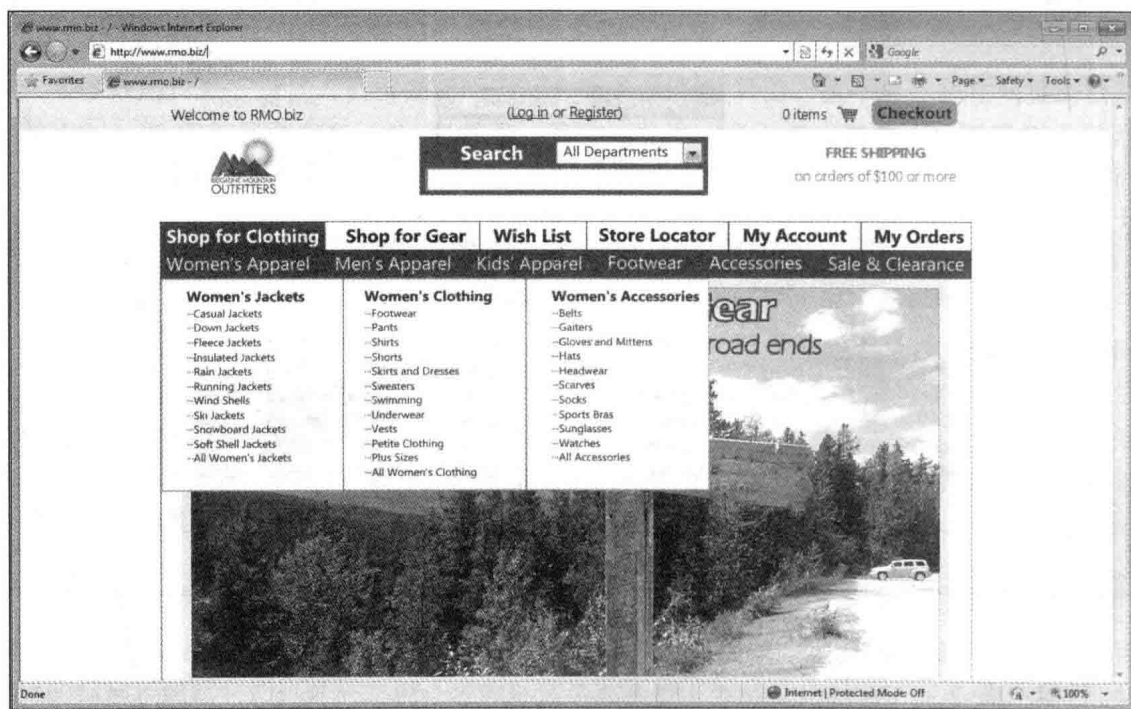 www.rmo.biz - / - Windows Internet Explorer
http://www.rmo.biz/ Google
Favorites www.rmo.biz - / Page Safety Tools
Welcome to RMO.biz (Log in or Register) 0 items Checkout
Search All Departments
FREE SHIPPING
on orders of $100 or more
RIDGELINE MOUNTAIN
OUTFITTERS
Shop for Clothing Shop for Gear Wish List Store Locator My Account My Orders
Women's Apparel Men's Apparel Kids' Apparel Footwear Accessories Sale & Clearance
Women's Jackets
--Casual Jackets
--Down Jackets
--Fleece Jackets
--Insulated Jackets
--Rain Jackets
--Running Jackets
--Wind Shells
--Ski Jackets
--Snowboard Jackets
--Soft Shell Jackets
--All Women's Jackets
Women's Clothing
--Footwear
--Pants
--Shirts
--Shorts
--Skirts and Dresses
--Sweaters
--Swimming
--Underwear
--Vests
--Petite Clothing
--Plus Sizes
--All Women's Clothing
Women's Accessories
--Belts
--Gaiters
--Gloves and Mittens
--Hats
--Headwear
--Scarves
--Socks
--Sports Bras
--Sunglasses
--Watches
--All Accessories
ear
road ends
Done Internet | Protected Mode: Off 100%